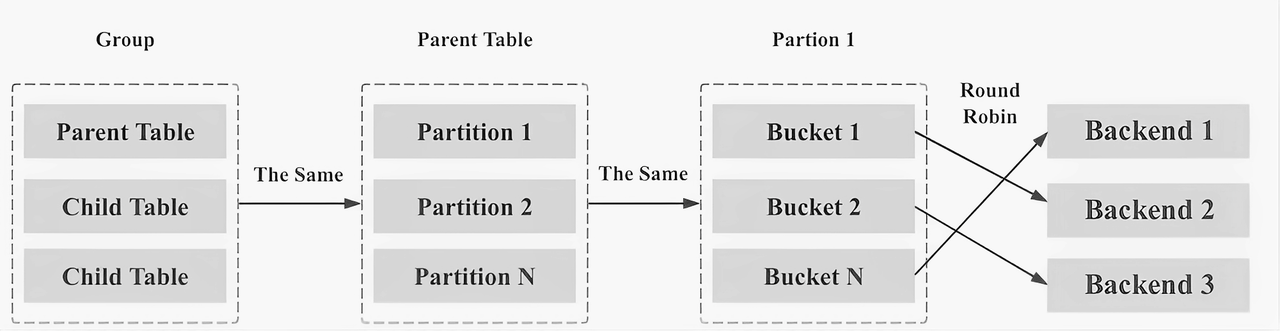 Group
Parent Table
Child Table
Child Table
The Same
Parent Table
Partition 1
Partition 2
Partition N
The Same
Partion 1
Bucket 1
Bucket 2
Bucket N
Round
Robin
Backend 1
Backend 2
Backend 3